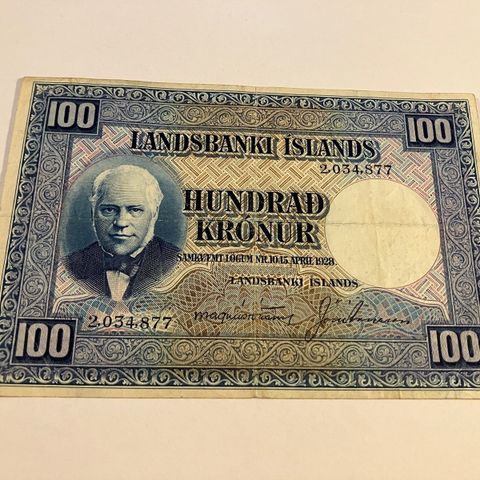 100 100
LANDSBANKI ÍSLANDS
2,034,877
HUNDRAÐ
KRÓNUR
SAMKVÆMT LÖGUM NR. 10. 15. APRÍL 1928
LANDSBANKI ÍSLANDS
2,034,877
100 100